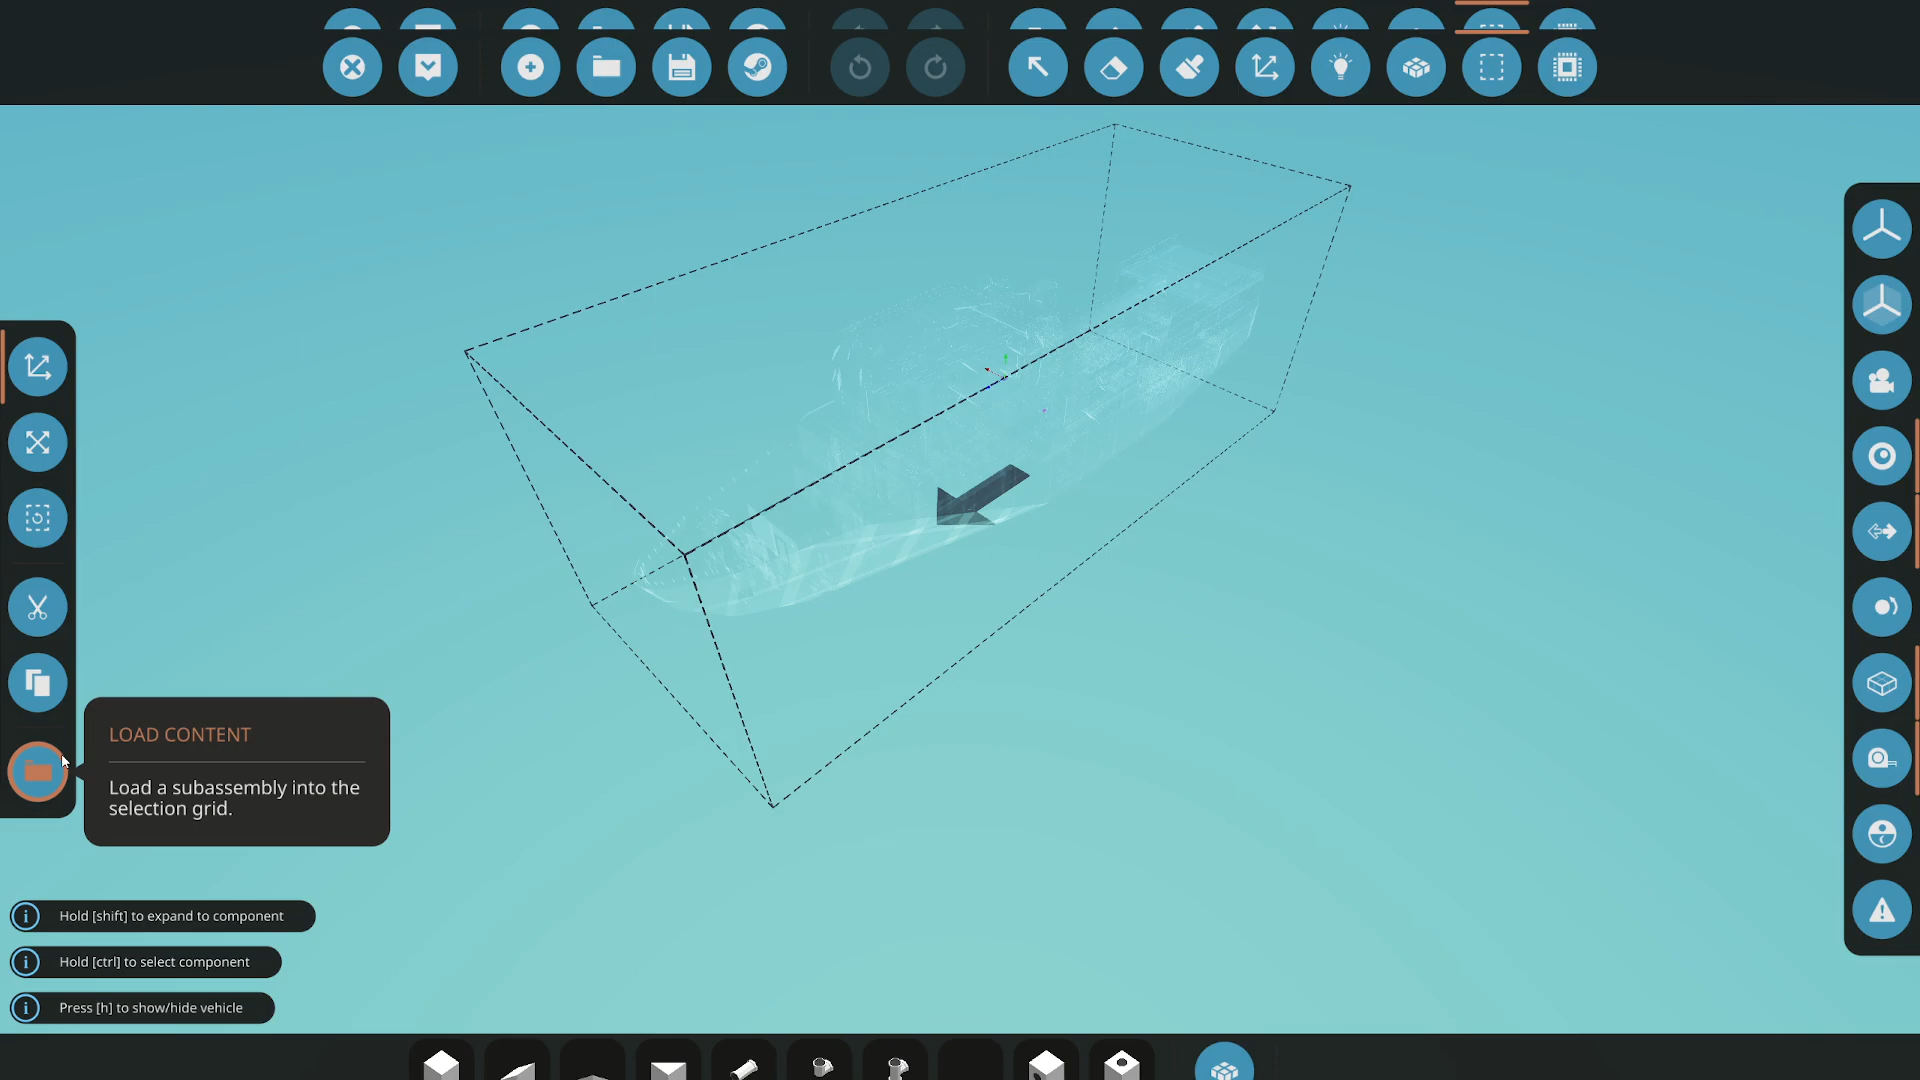 LOAD CONTENT
Load a subassembly into the
selection grid.
Hold [shift] to expand to component
Hold [ctrl] to select component
Press [h] to show/hide vehicle